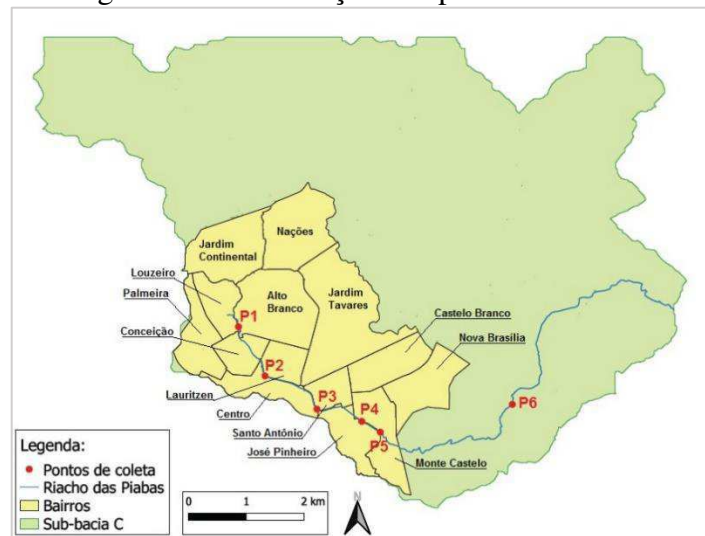 Nações
Jardim
Continental
Louzeiro
Palmeira
Alto
Branco
Jardim
Tavares
Castelo Branco
P1
Conceição
Nova Brasília
P2
Lauritzen
P3
P6
Centro
P4
Santo Antônio
P5
José Pinheiro
Monte Castelo
Legenda:
Pontos de coleta
Riacho das Piabas
Bairros
Sub-bacia C
0 1 2 km
N